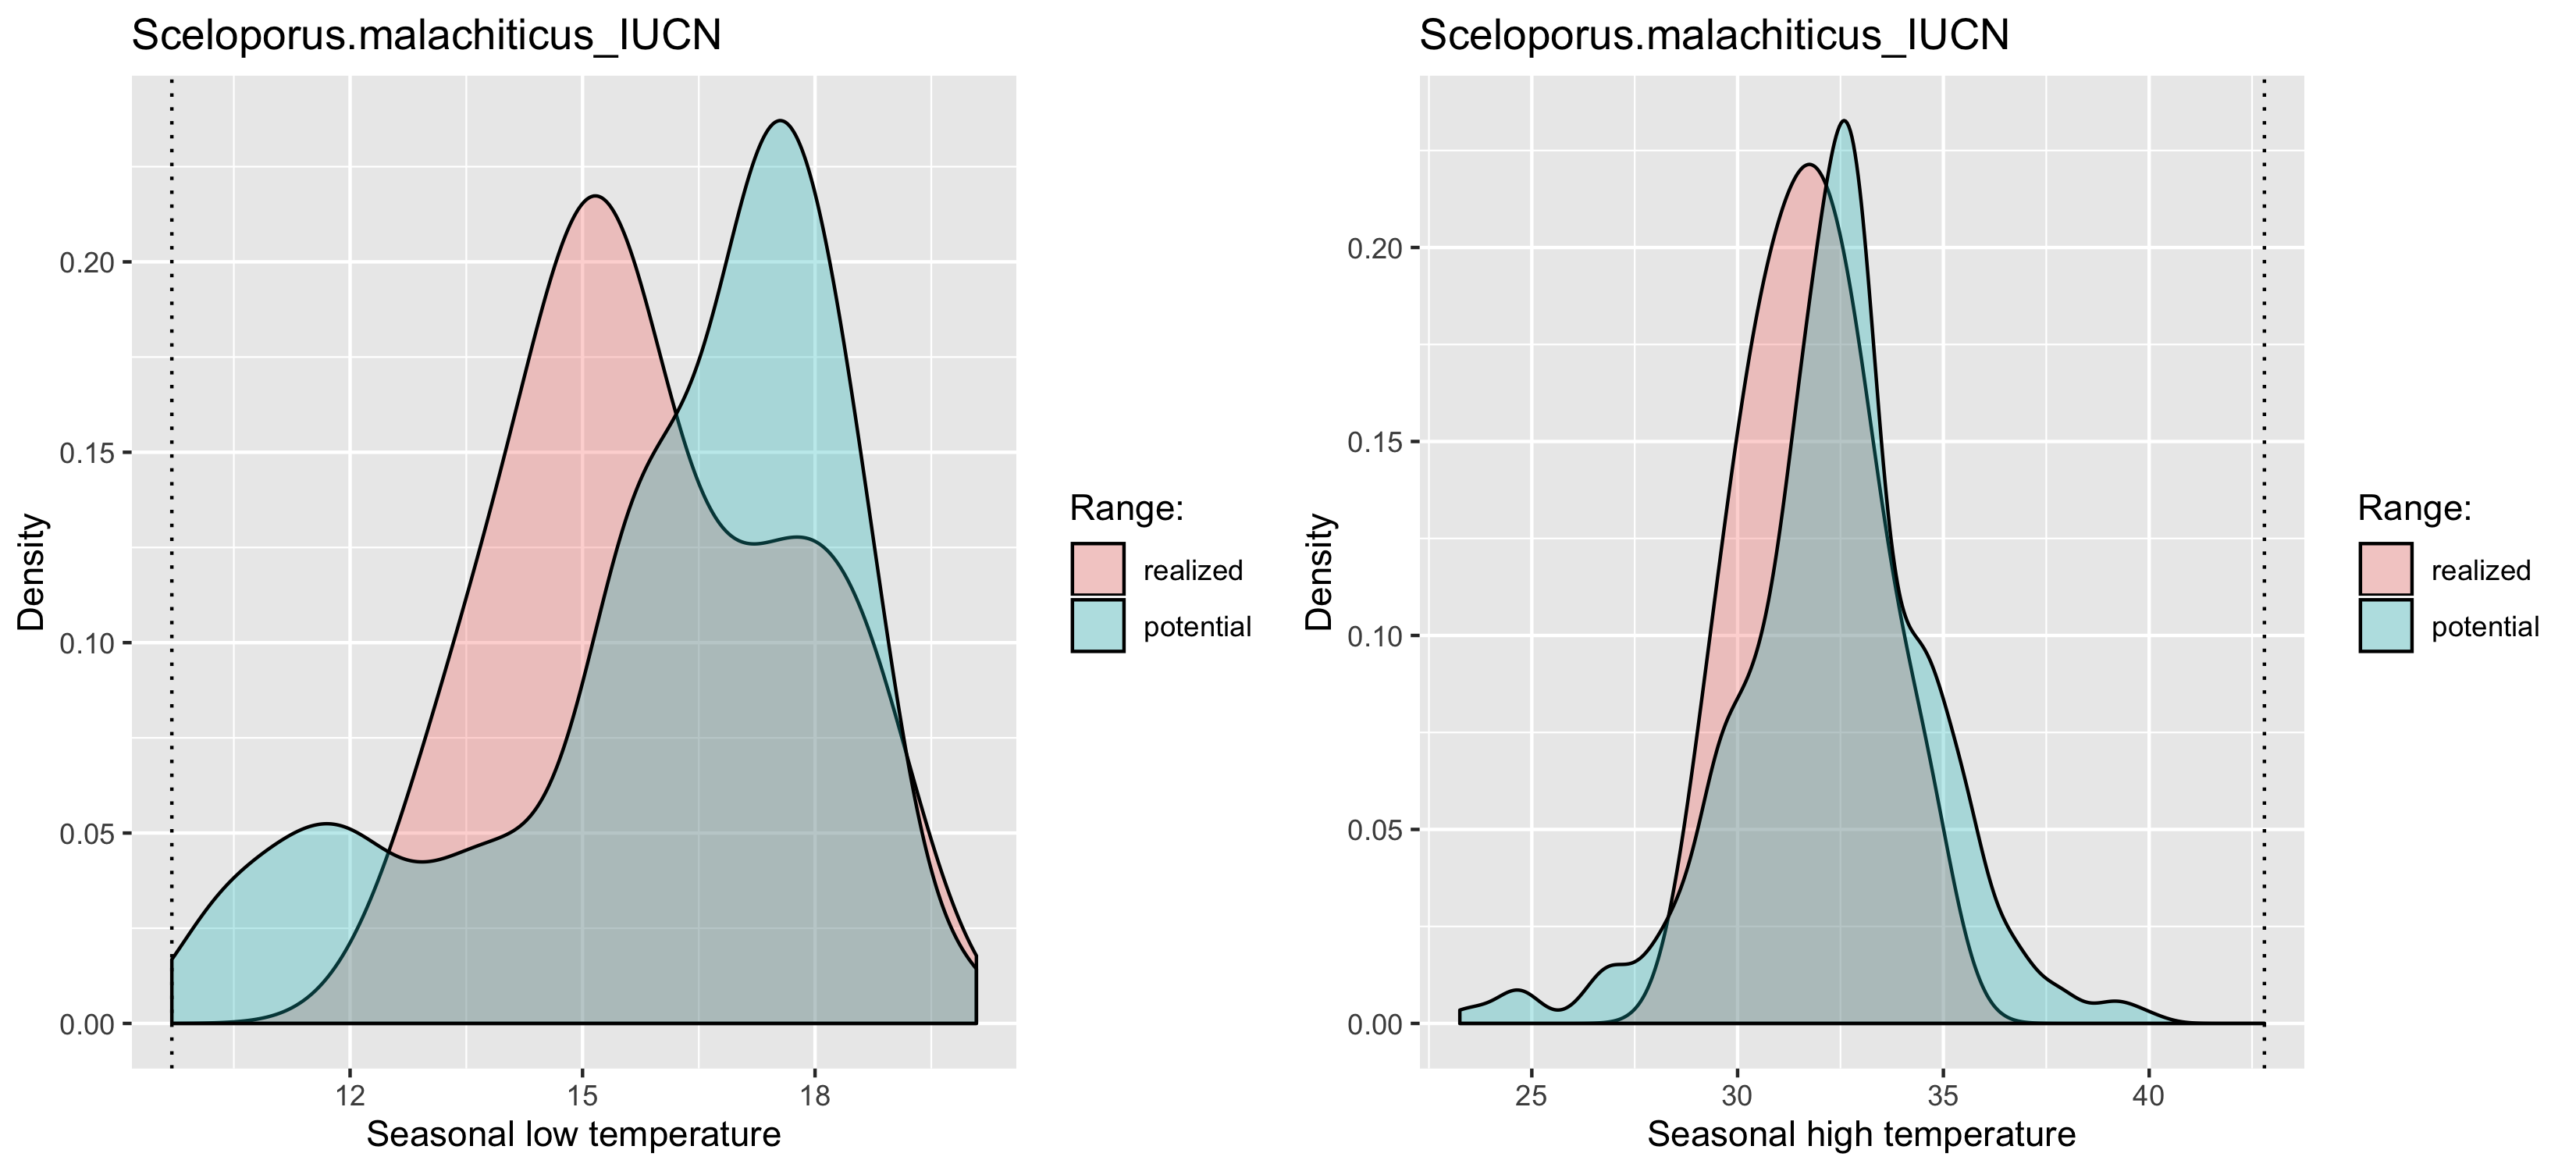 Sceloporus.malachiticus_IUCN
0.20
0.15
0.10
0.05
0.00
Density
12 15 18
Seasonal low temperature
Range:
realized
potential
Sceloporus.malachiticus_IUCN
0.20
0.15
0.10
0.05
0.00
Density
25 30 35 40
Seasonal high temperature
Range:
realized
potential